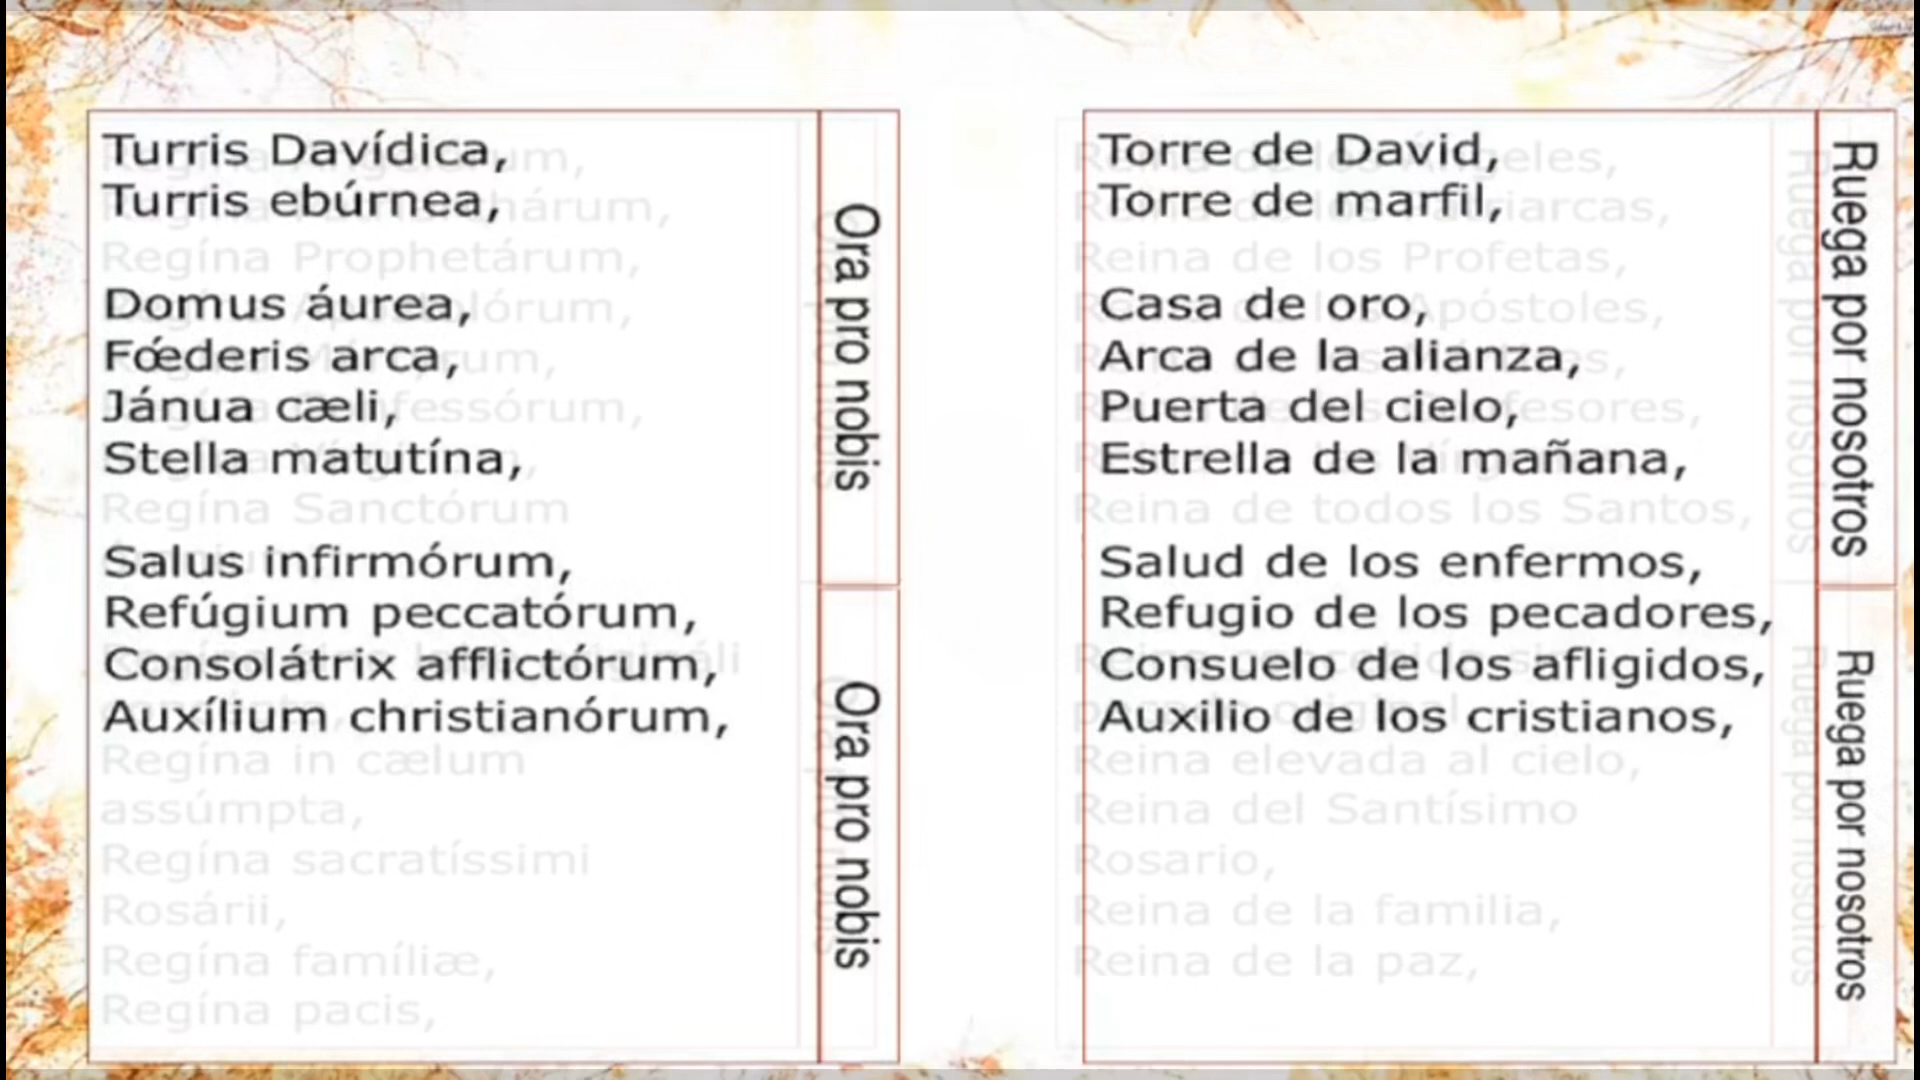 Turris Davídica,
Turris ebúrnea,
Domus áurea,
Fǿederis arca,
Jánua cæli,
Stella matutína,
Salus infirmórum,
Refúgium peccatórum,
Consolátrix afflictórum,
Auxílium christianórum,
Ora pro nobis
Ora pro nobis
Regína Prophetárum,
Regína Sanctórum
Regína in cælum
assúmpta,
Regína sacratíssimi
Rosárii,
Regína famíliæ,
Regína pacis,
Torre de David,
Torre de marfil,
Casa de oro,
Arca de la alianza,
Puerta del cielo,
Estrella de la mañana,
Salud de los enfermos,
Refugio de los pecadores,
Consuelo de los afligidos,
Auxilio de los cristianos,
Ruega por nosotros
Ruega por nosotros
Reina de los Profetas,
Reina de todos los Santos,
Reina elevada al cielo,
Reina del Santísimo
Rosario,
Reina de la familia,
Reina de la paz,